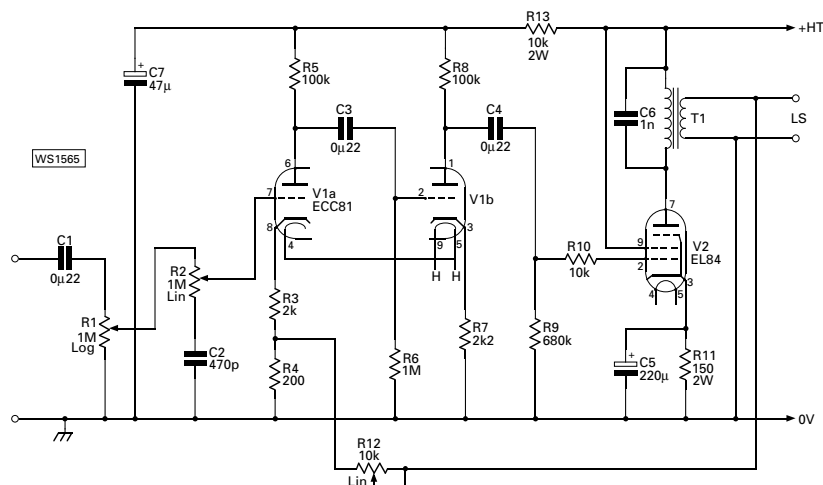 R13
10k
2W
+HT
C7
47µ
+
R5
100k
R8
100k
C3
0µ22
C4
0µ22
C6
1n
T1
LS
WS1565
6
7
8
4
V1a
ECC81
1
2
3
9
5
V1b
H
H
7
9
2
3
4
5
V2
EL84
C1
0µ22
R1
1M
Log
R2
1M
Lin
C2
470p
R3
2k
R4
200
R6
1M
R7
2k2
R10
10k
R9
680k
+
C5
220µ
R11
150
2W
0V
R12
10k
Lin